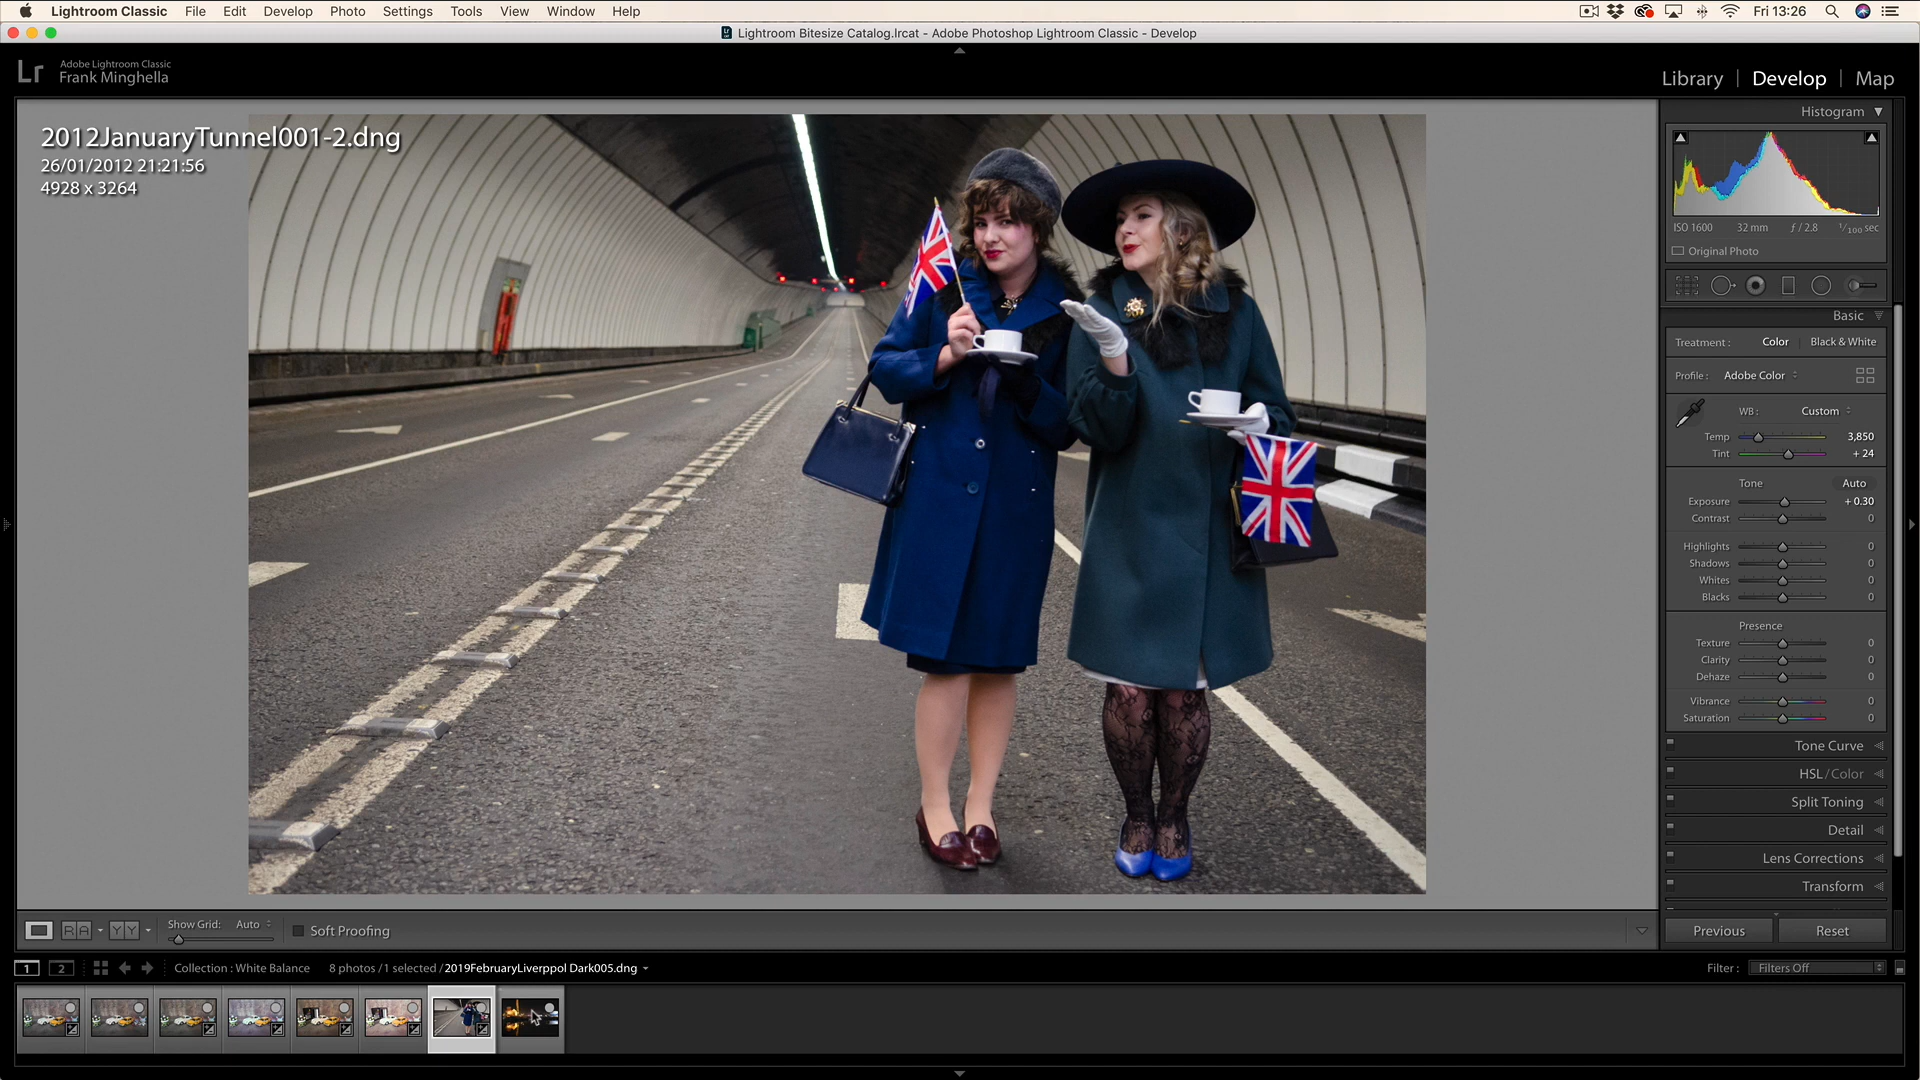 Lightroom Classic File Edit Develop Photo Settings Tools View Window Help Fri 13:26
Lightroom Bitesize Catalog.lrcat - Adobe Photoshop Lightroom Classic - Develop
Lr Adobe Lightroom Classic
Frank Minghella
Library | Develop | Map
2012JanuaryTunnel001-2.dng
26/01/2012 21:21:56
4928 x 3264
Histogram
ISO 1600 32 mm ƒ / 2.8 1/100 sec
Original Photo
Basic
Treatment : Color Black & White
Profile : Adobe Color
WB : Custom
Temp 3,850
Tint + 24
Tone Auto
Exposure + 0.30
Contrast 0
Highlights 0
Shadows 0
Whites 0
Blacks 0
Presence
Texture 0
Clarity 0
Dehaze 0
Vibrance 0
Saturation 0
Tone Curve
HSL / Color
Split Toning
Detail
Lens Corrections
Transform
Previous Reset
R A Y Y Show Grid: Auto Soft Proofing
1 2 Collection : White Balance 8 photos / 1 selected / 2019FebruaryLiverppol Dark005.dng Filter : Filters Off